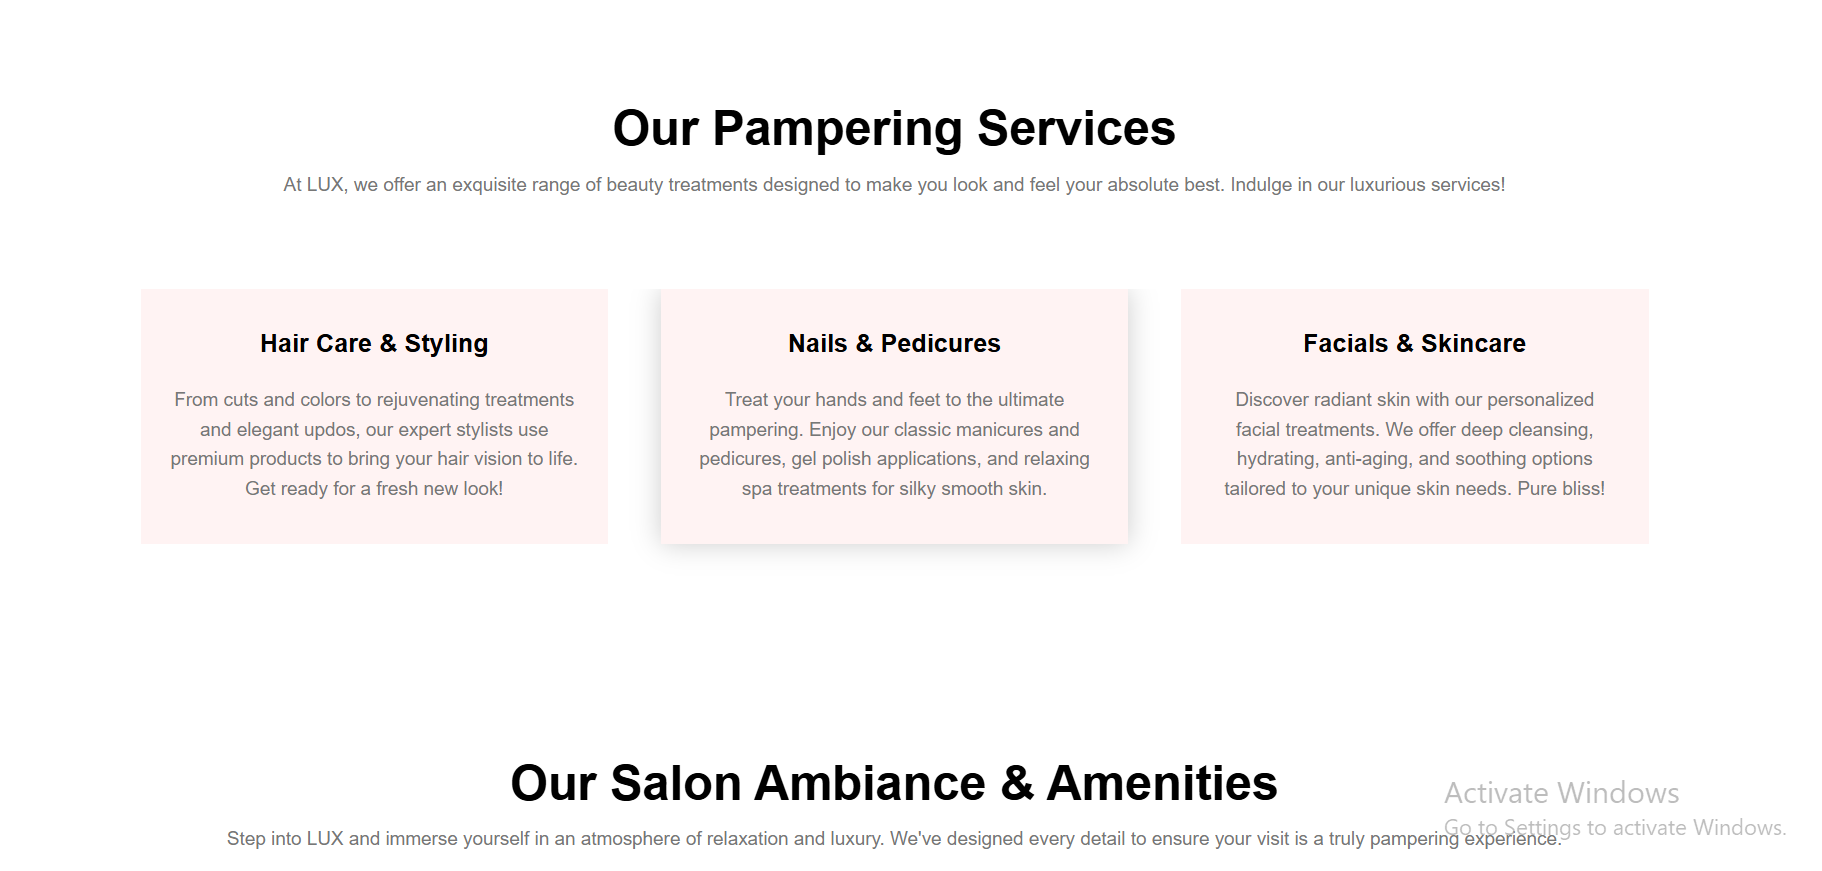 Our Pampering Services
At LUX, we offer an exquisite range of beauty treatments designed to make you look and feel your absolute best. Indulge in our luxurious services!
Hair Care & Styling
From cuts and colors to rejuvenating treatments
and elegant updos, our expert stylists use
premium products to bring your hair vision to life.
Get ready for a fresh new look!
Nails & Pedicures
Treat your hands and feet to the ultimate
pampering. Enjoy our classic manicures and
pedicures, gel polish applications, and relaxing
spa treatments for silky smooth skin.
Facials & Skincare
Discover radiant skin with our personalized
facial treatments. We offer deep cleansing,
hydrating, anti-aging, and soothing options
tailored to your unique skin needs. Pure bliss!
Our Salon Ambiance & Amenities
Step into LUX and immerse yourself in an atmosphere of relaxation and luxury. We've designed every detail to ensure your visit is a truly pampering experience.
Activate Windows
Go to Settings to activate Windows.